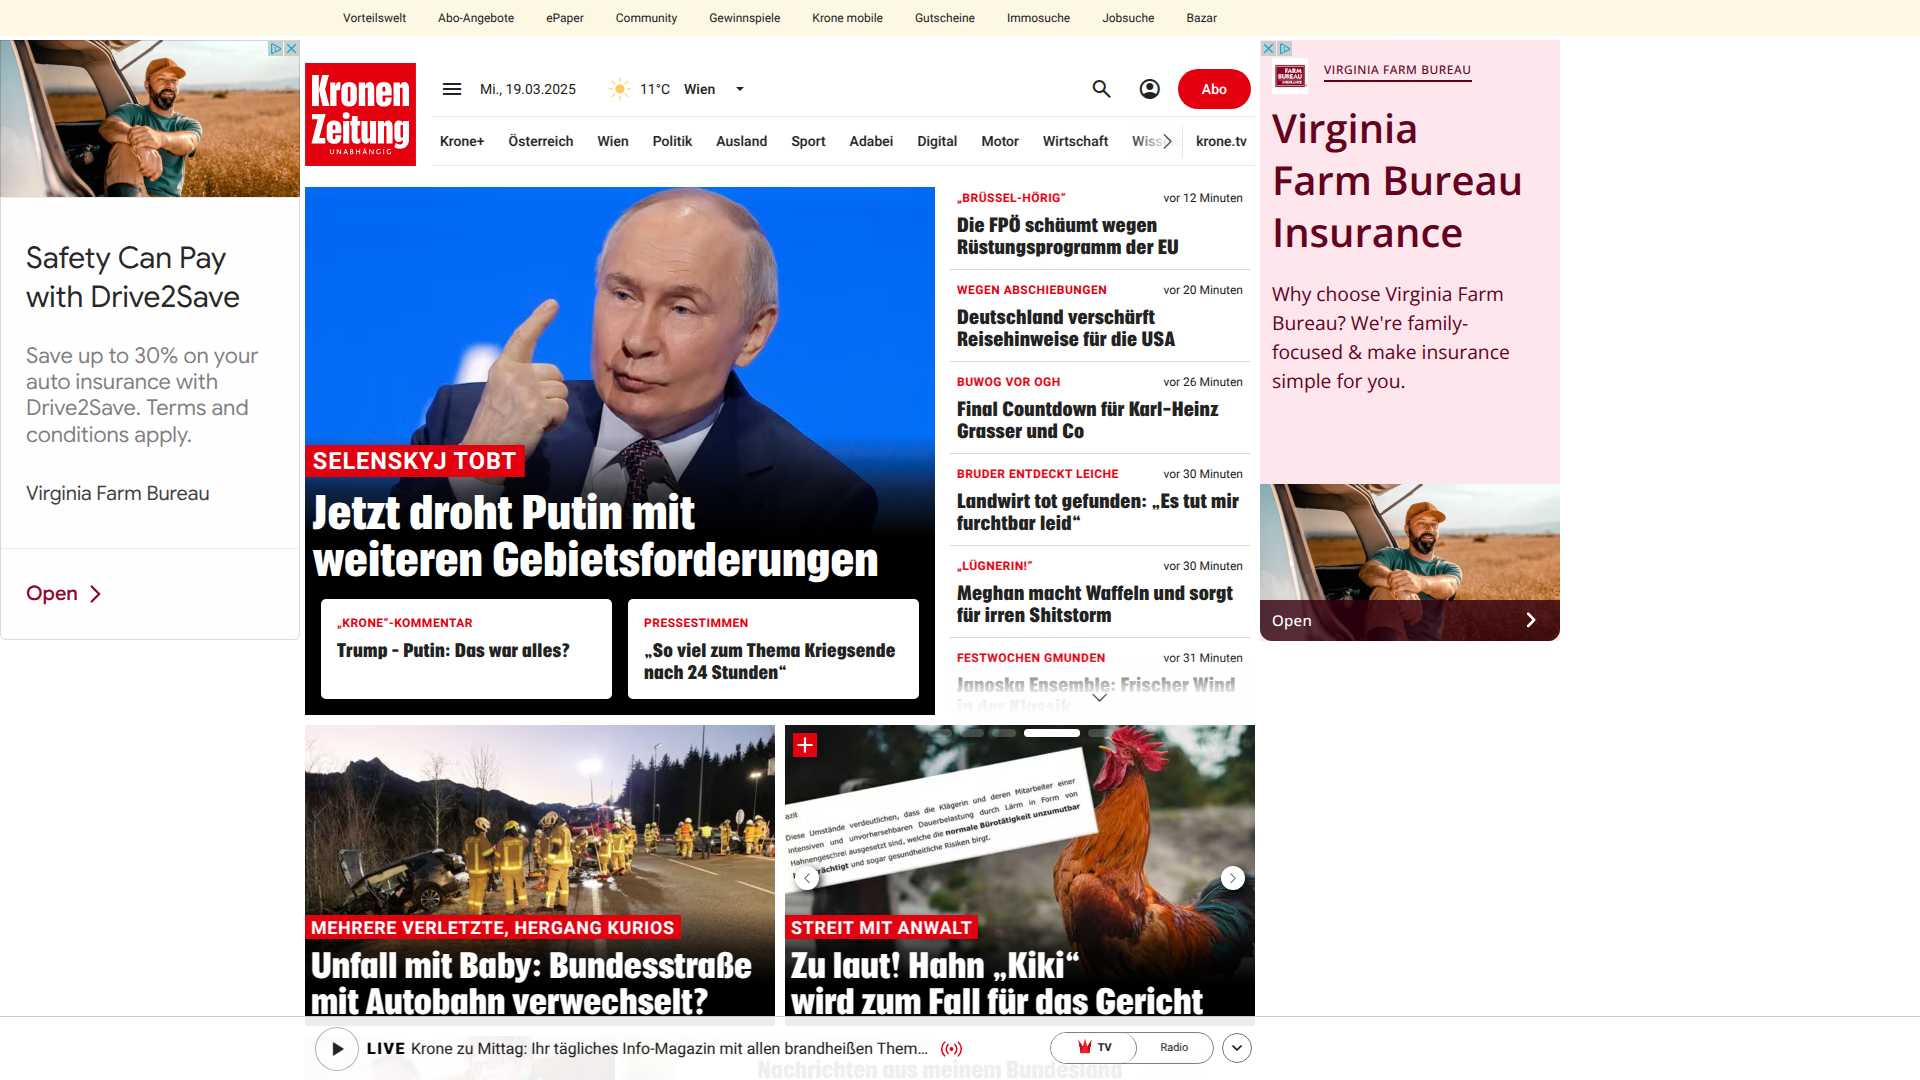 Vorteilswelt Abo-Angebote ePaper Community Gewinnspiele Krone mobile Gutscheine Immosuche Jobsuche Bazar
Kronen
Zeitung
UNABHÄNGIG
Mi., 19.03.2025 11°C Wien
Abo
Krone+ Österreich Wien Politik Ausland Sport Adabei Digital Motor Wirtschaft Wiss krone.tv
Safety Can Pay
with Drive2Save
Save up to 30% on your
auto insurance with
Drive2Save. Terms and
conditions apply.
Virginia Farm Bureau
Open
SELENSKYJ TOBT
Jetzt droht Putin mit
weiteren Gebietsforderungen
„KRONE“-KOMMENTAR
Trump - Putin: Das war alles?
PRESSESTIMMEN
„So viel zum Thema Kriegsende
nach 24 Stunden“
„BRÜSSEL-HÖRIG“ vor 12 Minuten
Die FPÖ schäumt wegen
Rüstungsprogramm der EU
WEGEN ABSCHIEBUNGEN vor 20 Minuten
Deutschland verschärft
Reisehinweise für die USA
BUWOG VOR OGH vor 26 Minuten
Final Countdown für Karl-Heinz
Grasser und Co
BRUDER ENTDECKT LEICHE vor 30 Minuten
Landwirt tot gefunden: „Es tut mir
furchtbar leid“
„LÜGNERIN!“ vor 30 Minuten
Meghan macht Waffeln und sorgt
für irren Shitstorm
FESTWOCHEN GMUNDEN vor 31 Minuten
Janoska Ensemble: Frischer Wind
in der Klassik
FARM
BUREAU
INSURANCE
VIRGINIA FARM BUREAU
Virginia
Farm Bureau
Insurance
Why choose Virginia Farm
Bureau? We're family-
focused & make insurance
simple for you.
Open
MEHRERE VERLETZTE, HERGANG KURIOS
Unfall mit Baby: Bundesstraße
mit Autobahn verwechselt?
azit
Diese Umstände verdeutlichen, dass die Klägerin und deren Mitarbeiter einer
intensiven und unvorhersehbaren Dauerbelastung durch Lärm in Form von
Hahnengeschrei ausgesetzt sind, welche die normale Bürotätigkeit unzumutbar
rächtigt und sogar gesundheitliche Risiken birgt.
STREIT MIT ANWALT
Zu laut! Hahn „Kiki“
wird zum Fall für das Gericht
LIVE Krone zu Mittag: Ihr tägliches Info-Magazin mit allen brandheißen Them...
TV Radio
Nachrichten aus meinem Bundesland